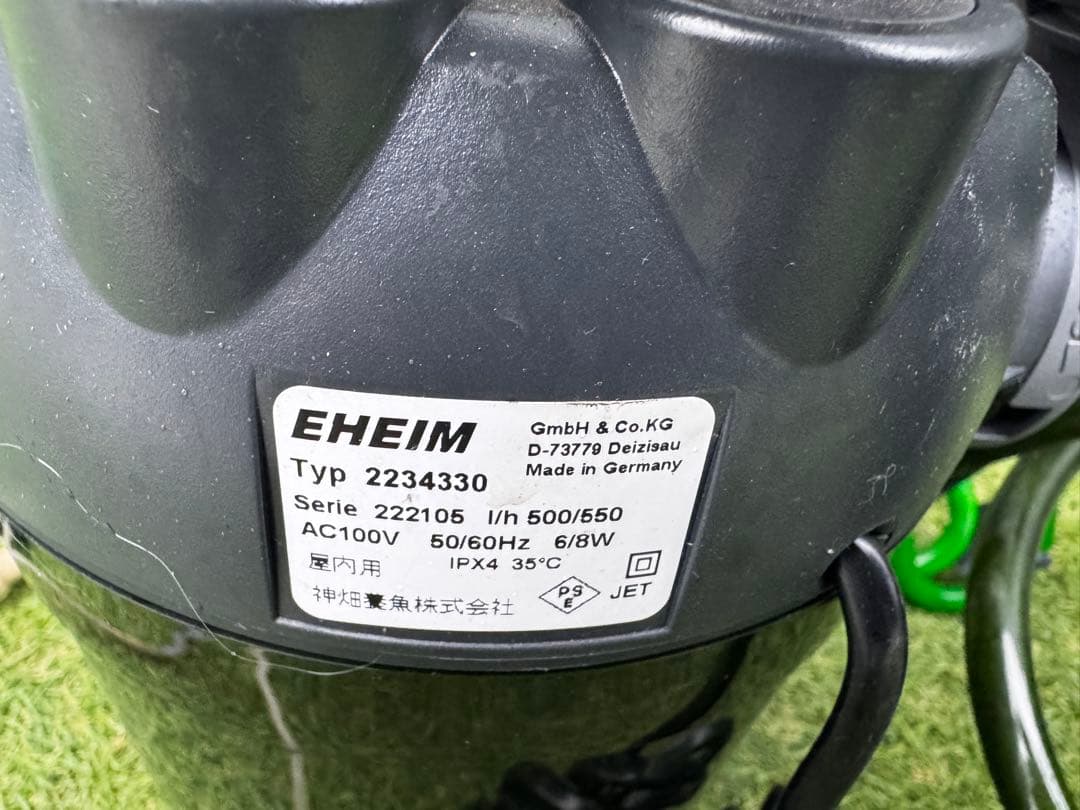 EHEIM
GmbH & Co.KG
D-73779 Deizisau
Made in Germany
Typ 2234330
Serie 222105 l/h 500/550
AC100V 50/60Hz 6/8W
屋内用 IPX4 35°C
神畑養魚株式会社 PSE JET